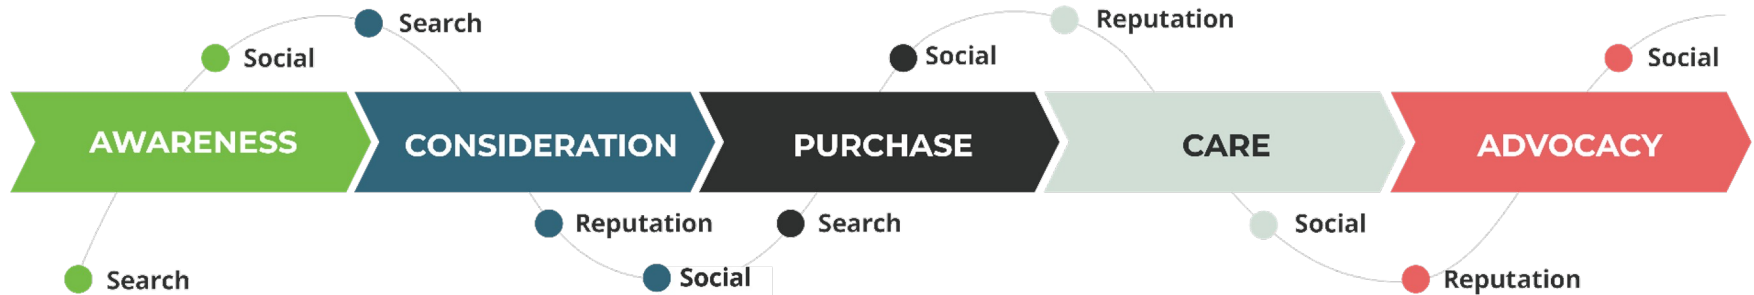 Search
Social
Reputation
Social
Social
AWARENESS
CONSIDERATION
PURCHASE
CARE
ADVOCACY
Reputation
Search
Social
Search
Social
Reputation